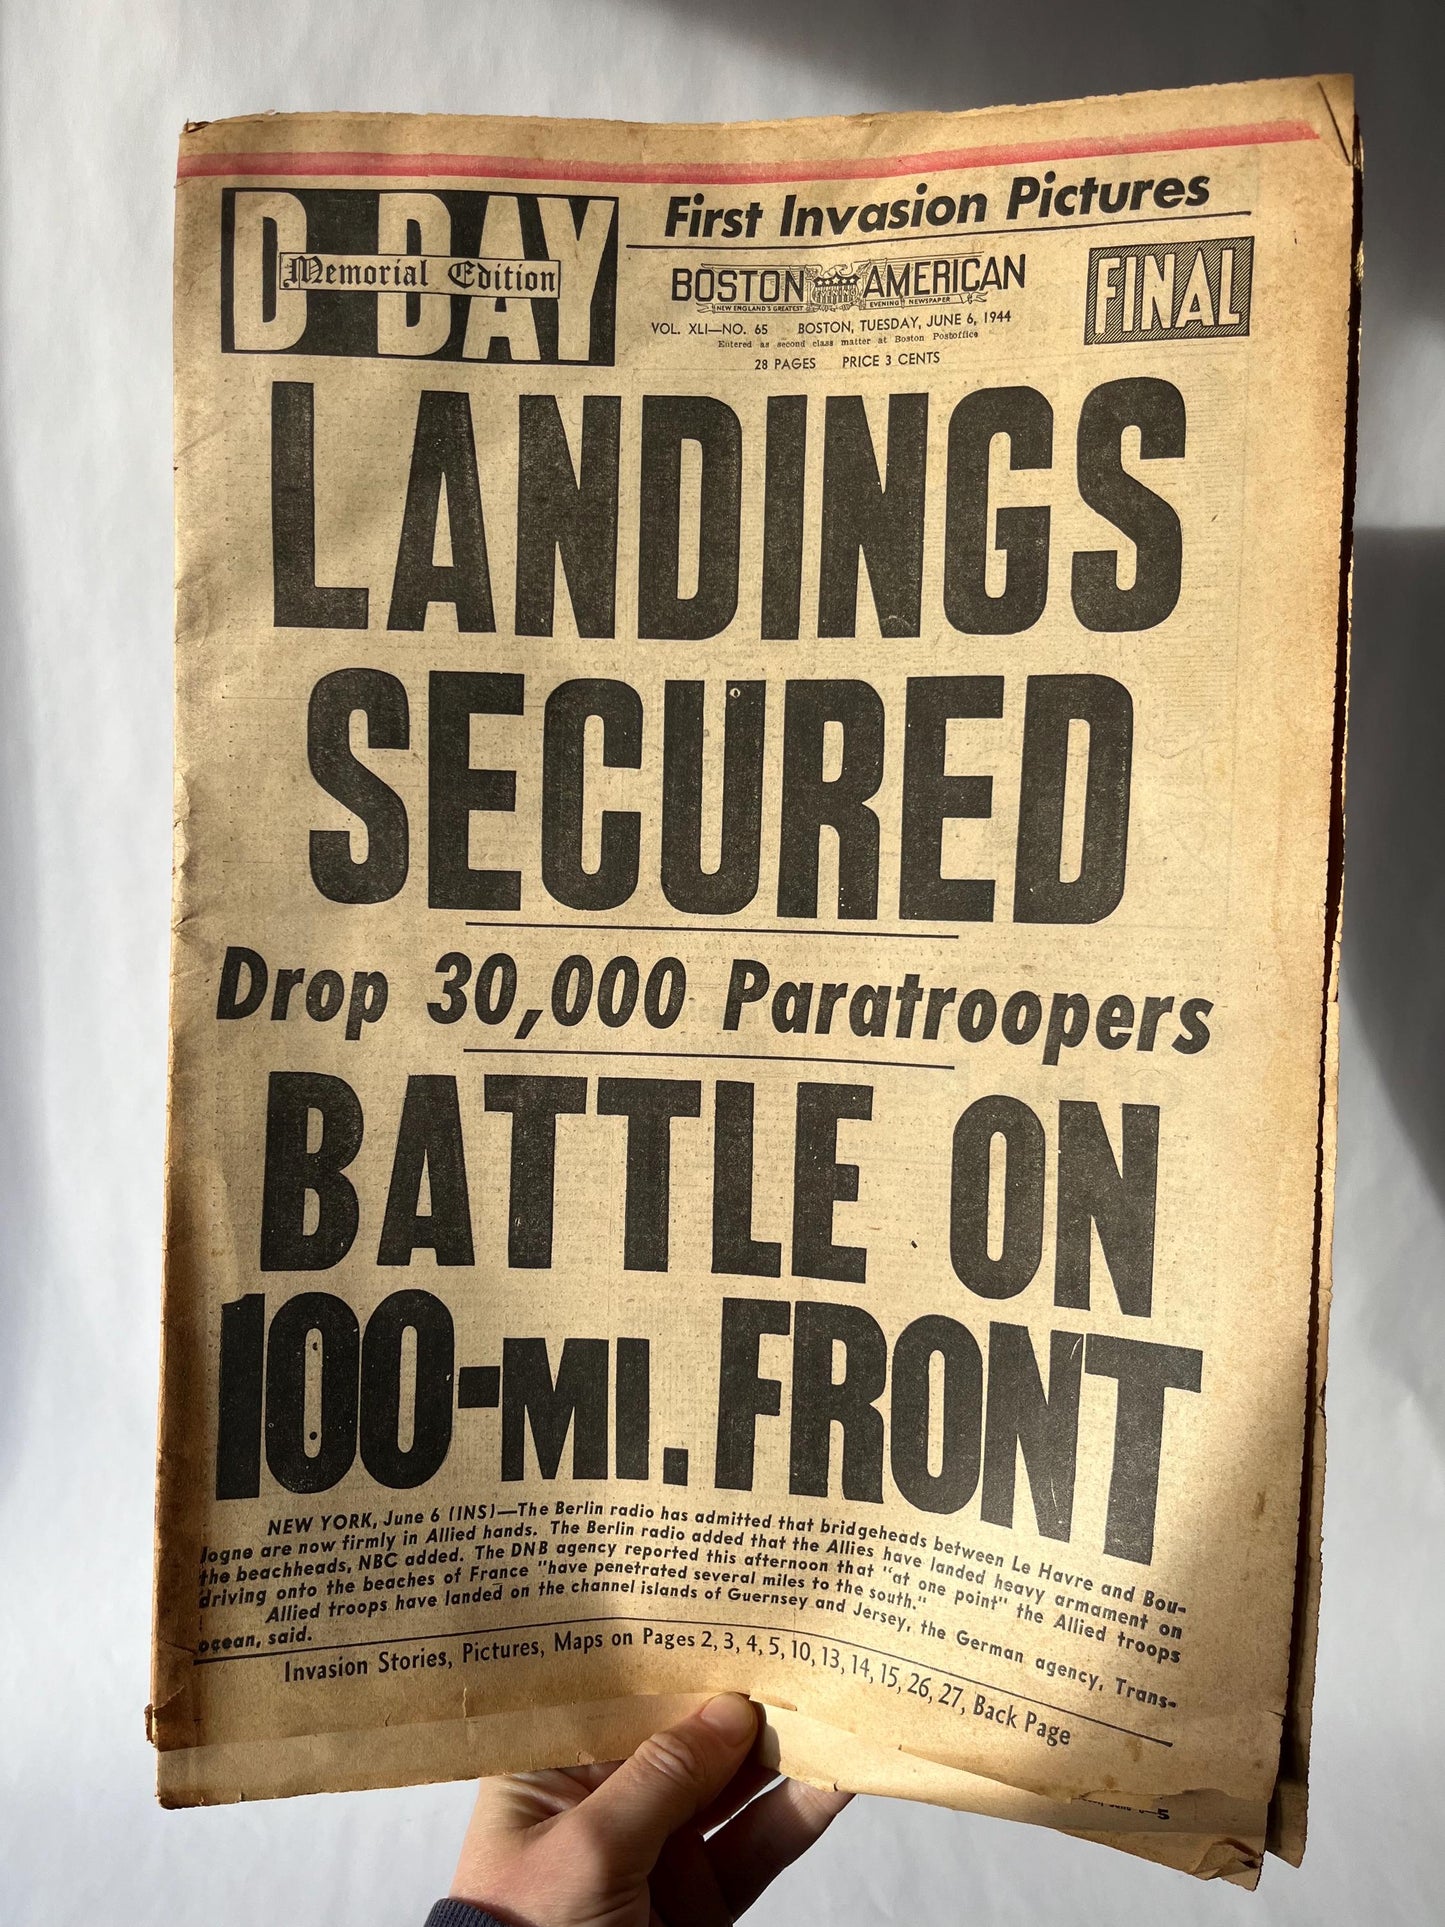 D-DAY
Memorial Edition
First Invasion Pictures
BOSTON AMERICAN
NEW ENGLAND'S GREATEST EVENING NEWSPAPER
VOL. XLI—NO. 65 BOSTON, TUESDAY, JUNE 6, 1944
Entered as second class matter at Boston Postoffice
28 PAGES PRICE 3 CENTS
FINAL
LANDINGS
SECURED
Drop 30,000 Paratroopers
BATTLE ON
100-MI. FRONT
NEW YORK, June 6 (INS)—The Berlin radio has admitted that bridgeheads between Le Havre and Bou-
logne are now firmly in Allied hands. The Berlin radio added that the Allies have landed heavy armament on
the beachheads, NBC added. The DNB agency reported this afternoon that "at one point" the Allied troops
driving onto the beaches of France "have penetrated several miles to the south."
Allied troops have landed on the channel islands of Guernsey and Jersey, the German agency, Trans-
ocean, said.
Invasion Stories, Pictures, Maps on Pages 2, 3, 4, 5, 10, 13, 14, 15, 26, 27, Back Page
5